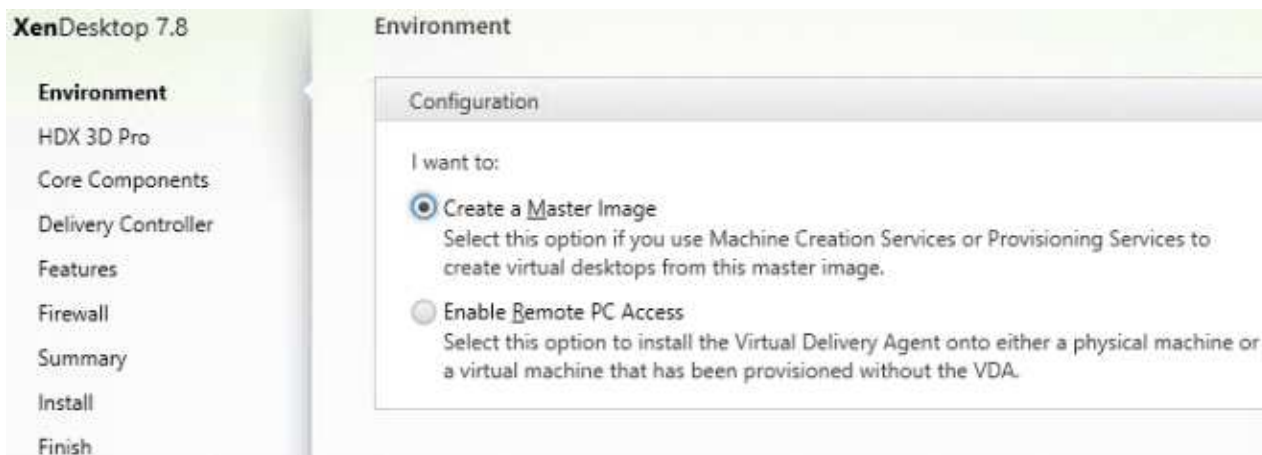 XenDesktop 7.8
Environment
HDX 3D Pro
Core Components
Delivery Controller
Features
Firewall
Summary
Install
Finish
Environment
Configuration
I want to:
Create a Master Image
Select this option if you use Machine Creation Services or Provisioning Services to
create virtual desktops from this master image.
Enable Remote PC Access
Select this option to install the Virtual Delivery Agent onto either a physical machine or
a virtual machine that has been provisioned without the VDA.